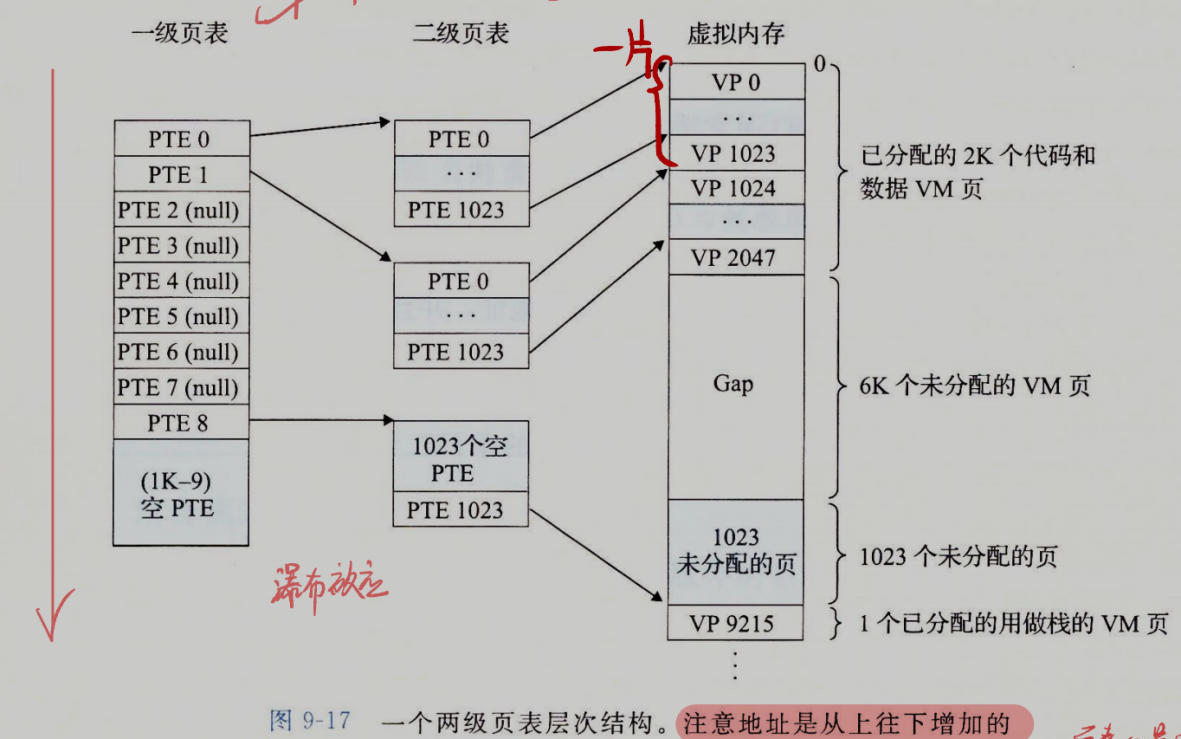 一级页表
二级页表
虚拟内存
一片
PTE 0
PTE 1
PTE 2 (null)
PTE 3 (null)
PTE 4 (null)
PTE 5 (null)
PTE 6 (null)
PTE 7 (null)
PTE 8
(1K–9)
空 PTE
PTE 0
···
PTE 1023
PTE 0
···
PTE 1023
1023个空
PTE
PTE 1023
0
VP 0
···
VP 1023
VP 1024
···
VP 2047
Gap
1023
未分配的页
VP 9215
⋮
已分配的 2K 个代码和
数据 VM 页
6K 个未分配的 VM 页
1023 个未分配的页
1 个已分配的用做栈的 VM 页
瀑布
图 9-17 一个两级页表层次结构。注意地址是从上往下增加的